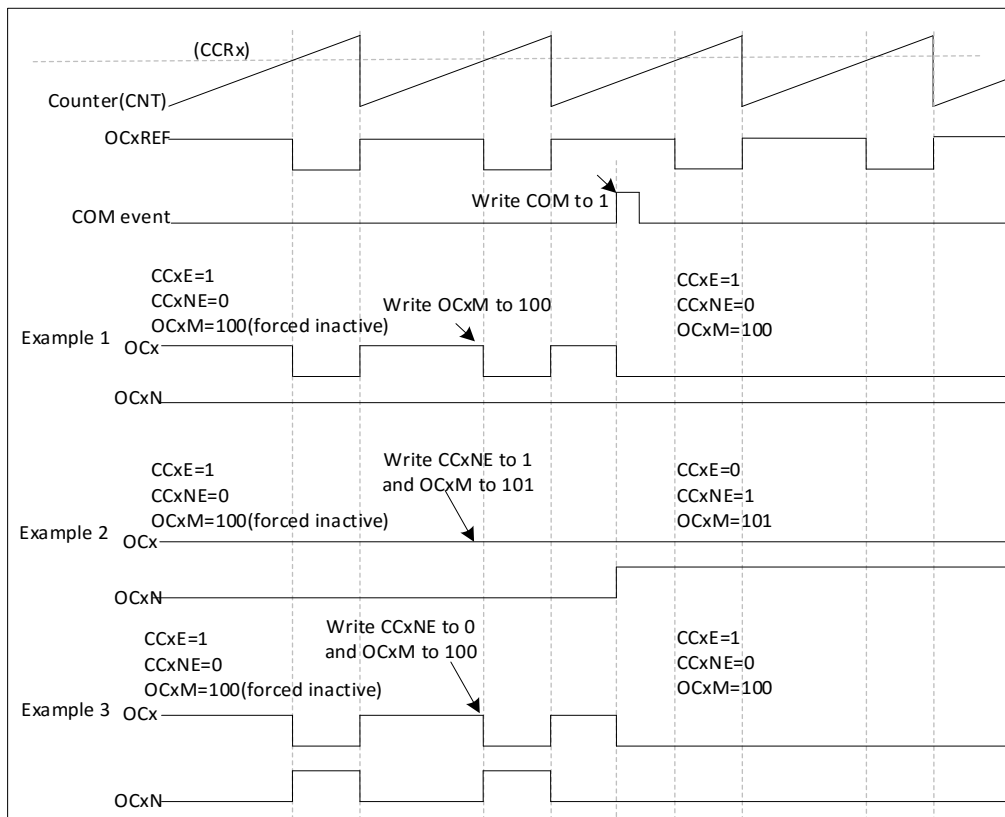 (CCRx)
Counter(CNT)
OCxREF
Write COM to 1
COM event
CCxE=1
CCxNE=0
OCxM=100(forced inactive)
Write OCxM to 100
CCxE=1
CCxNE=0
OCxM=100
Example 1
OCx
OCxN
CCxE=1
CCxNE=0
OCxM=100(forced inactive)
Write CCxNE to 1
and OCxM to 101
CCxE=0
CCxNE=1
OCxM=101
Example 2
OCx
OCxN
CCxE=1
CCxNE=0
OCxM=100(forced inactive)
Write CCxNE to 0
and OCxM to 100
CCxE=1
CCxNE=0
OCxM=100
Example 3
OCx
OCxN